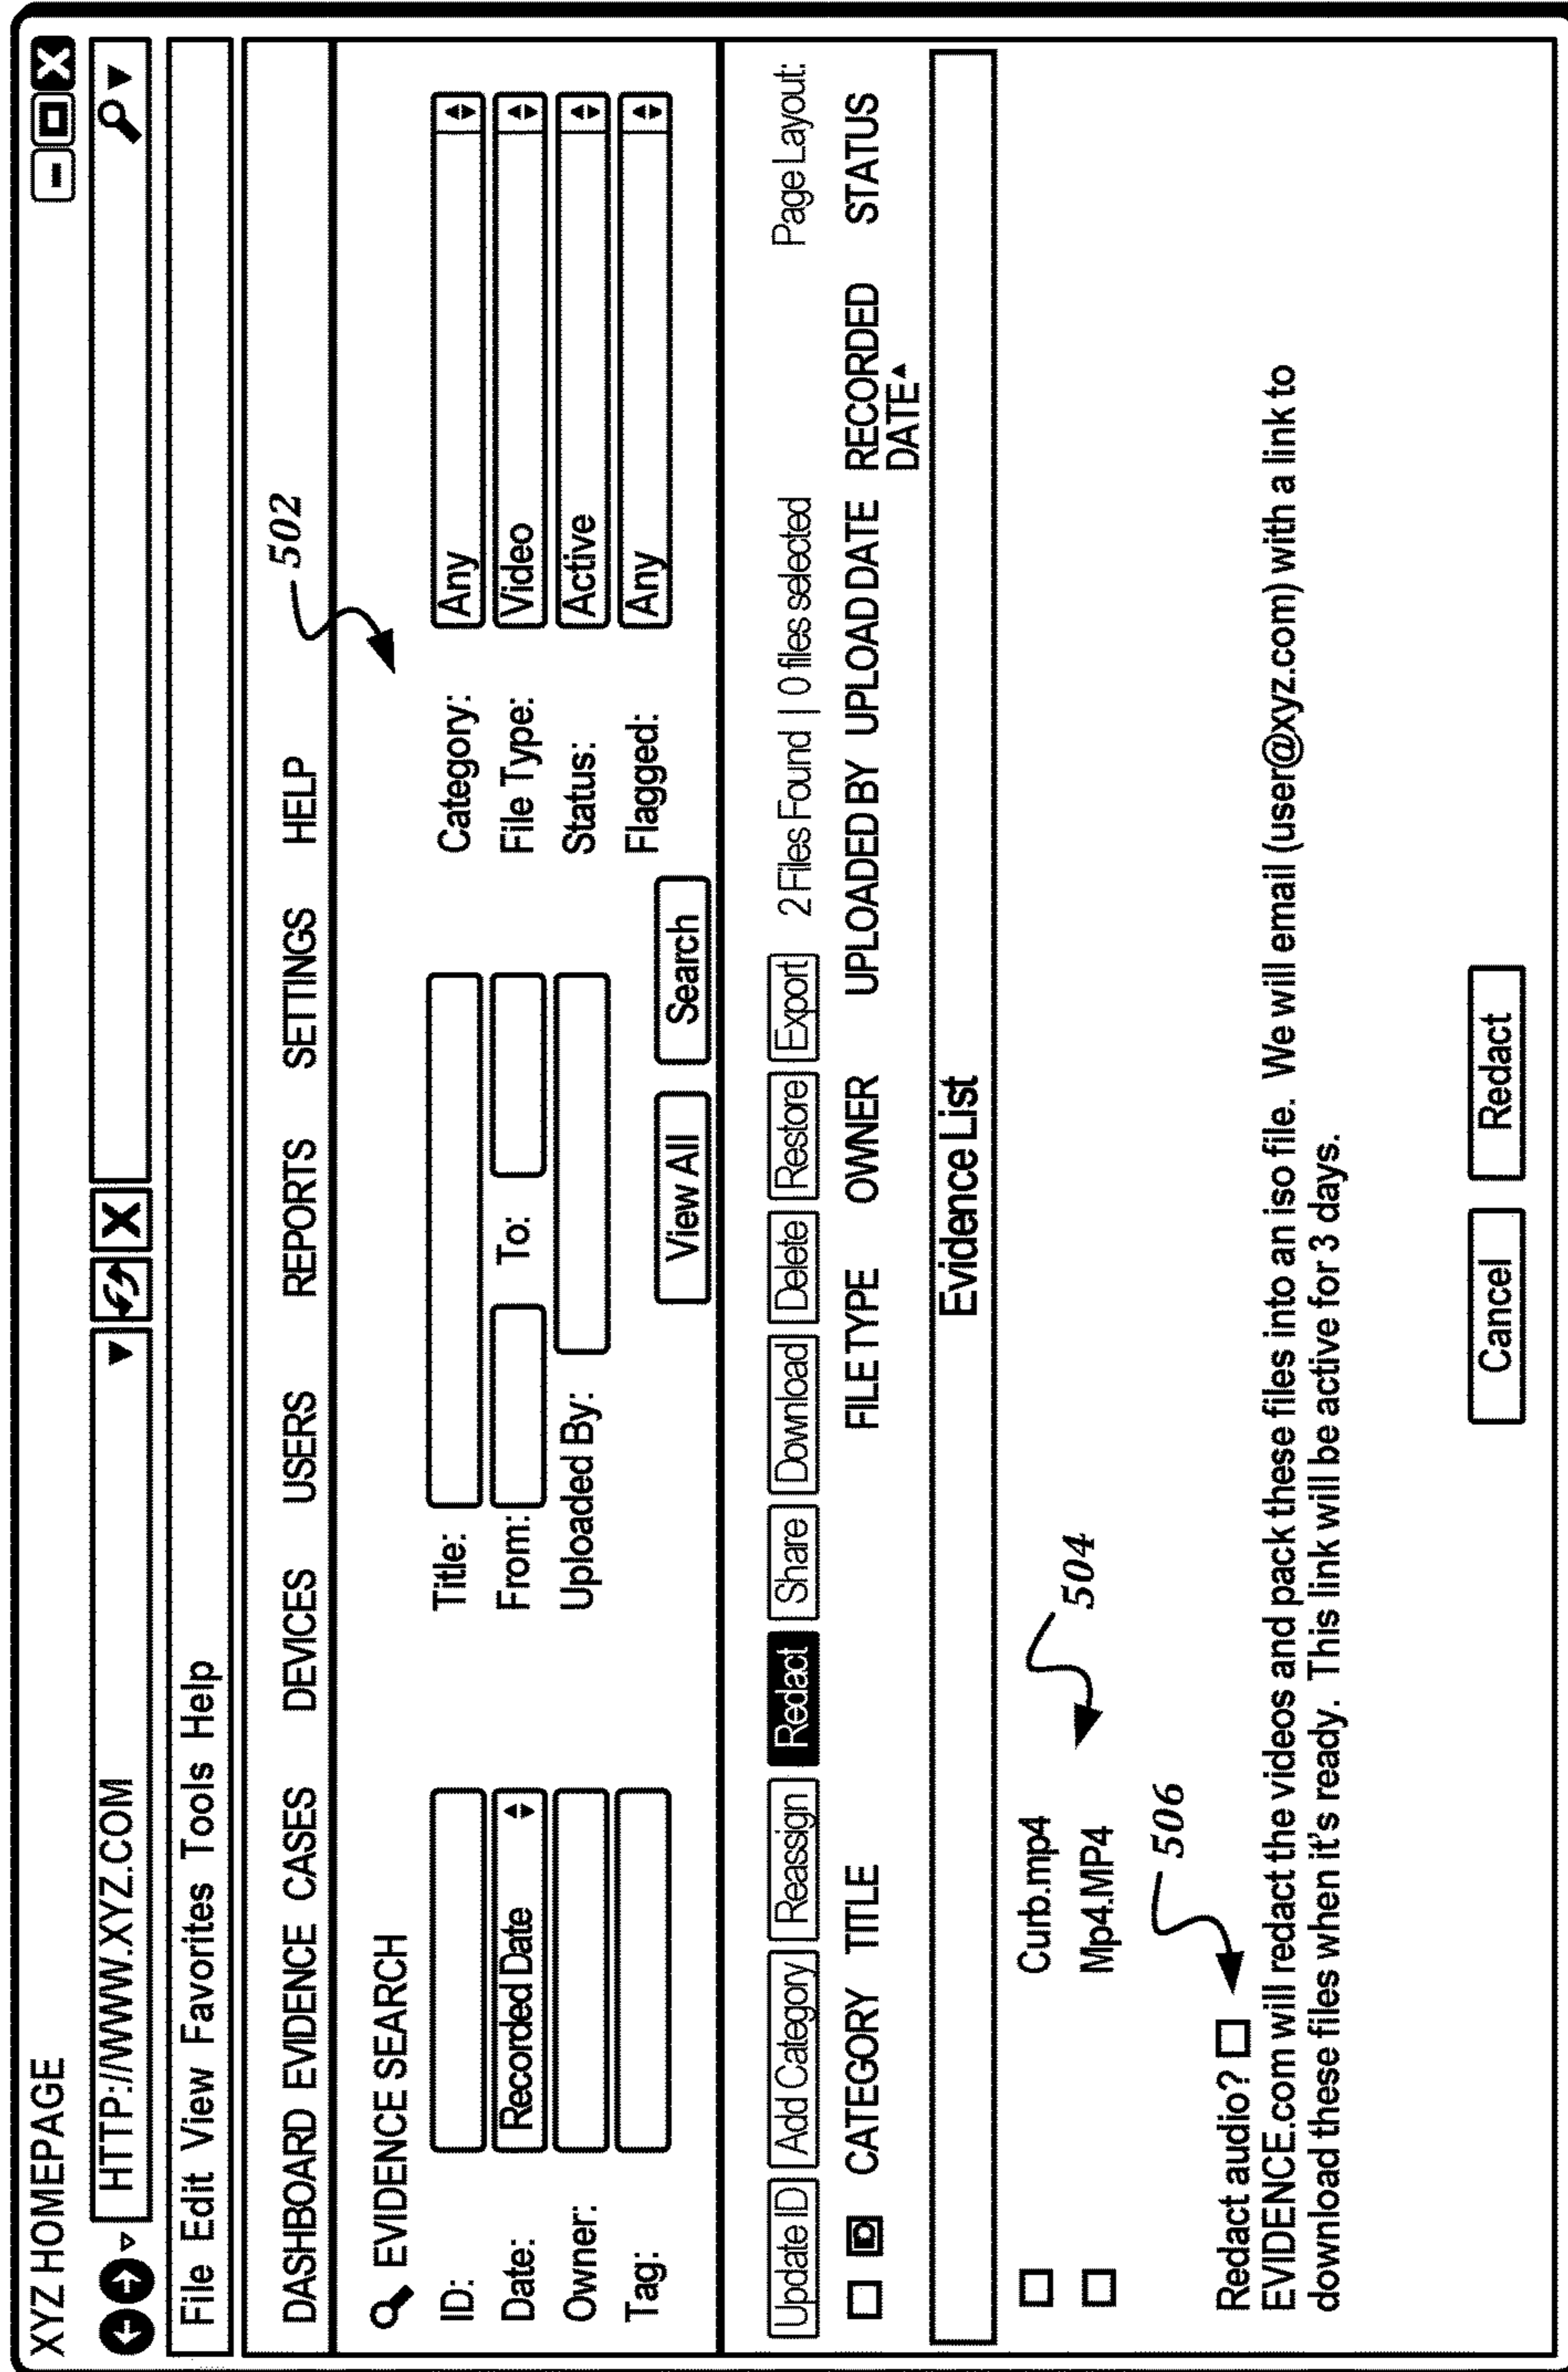 XYZ HOMEPAGE
HTTP://WWW.XYZ.COM
File Edit View Favorites Tools Help
DASHBOARD EVIDENCE CASES DEVICES USERS REPORTS SETTINGS HELP
502
EVIDENCE SEARCH
ID: Title: Category: Any
Date: Recorded Date From: To: File Type: Video
Owner: Uploaded By: Status: Active
Tag: View All Search Flagged: Any
Update ID Add Category Reassign Redact Share Download Delete Restore Export 2 Files Found | 0 files selected Page Layout:
ID CATEGORY TITLE FILE TYPE OWNER UPLOADED BY UPLOAD DATE RECORDED STATUS
DATE
Evidence List
Curb.mp4
504
Mp4.MP4
506
Redact audio?
EVIDENCE.com will redact the videos and pack these files into an iso file. We will email (user@xyz.com) with a link to
download these files when it's ready. This link will be active for 3 days.
Cancel Redact